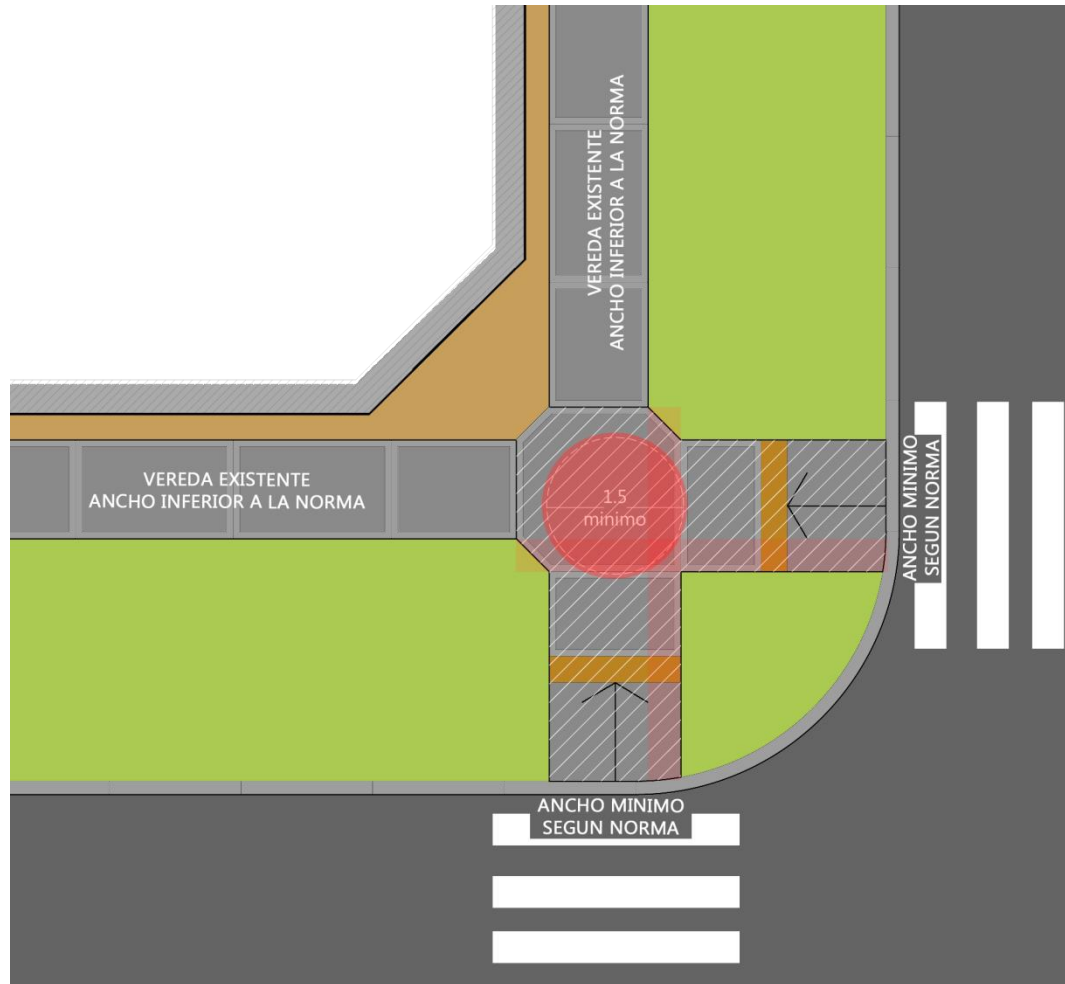 VEREDA EXISTENTE
ANCHO INFERIOR A LA NORMA
VEREDA EXISTENTE
ANCHO INFERIOR A LA NORMA
1.5
minimo
ANCHO MINIMO
SEGUN NORMA
ANCHO MINIMO
SEGUN NORMA